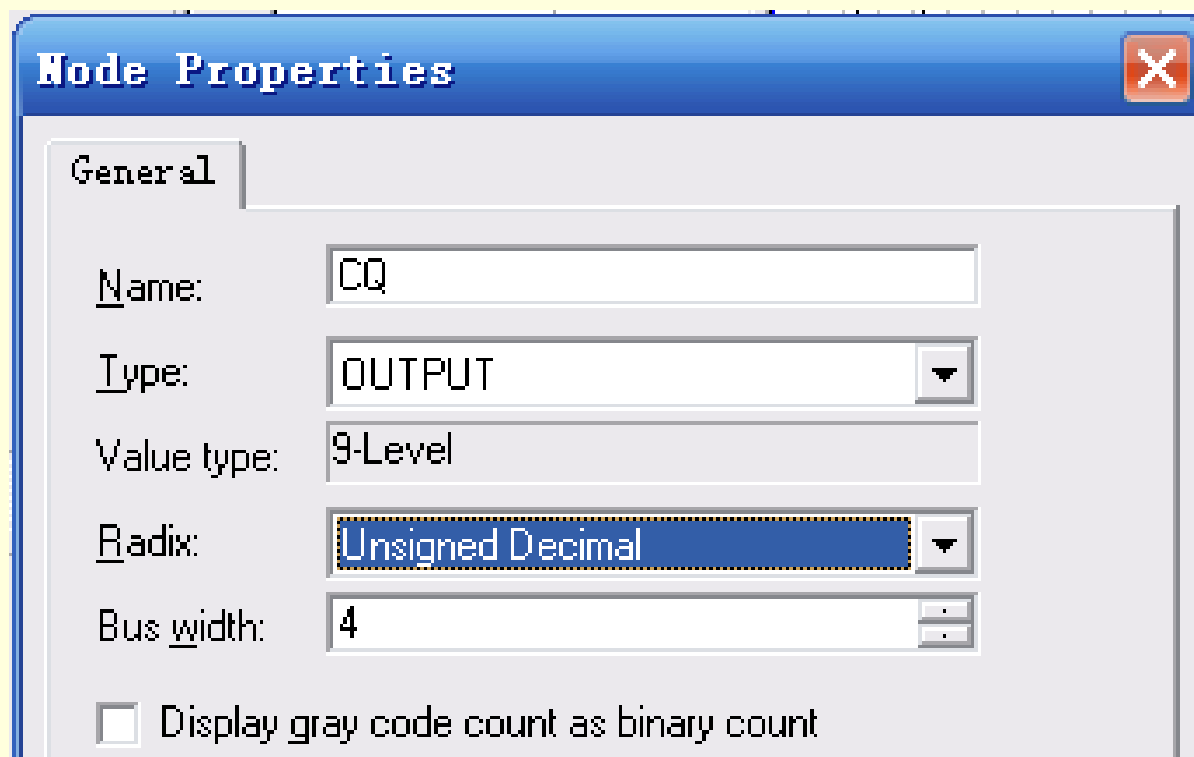 Node Properties
General
Name: CQ
Type: OUTPUT
Value type: 9-Level
Radix: Unsigned Decimal
Bus width: 4
Display gray code count as binary count